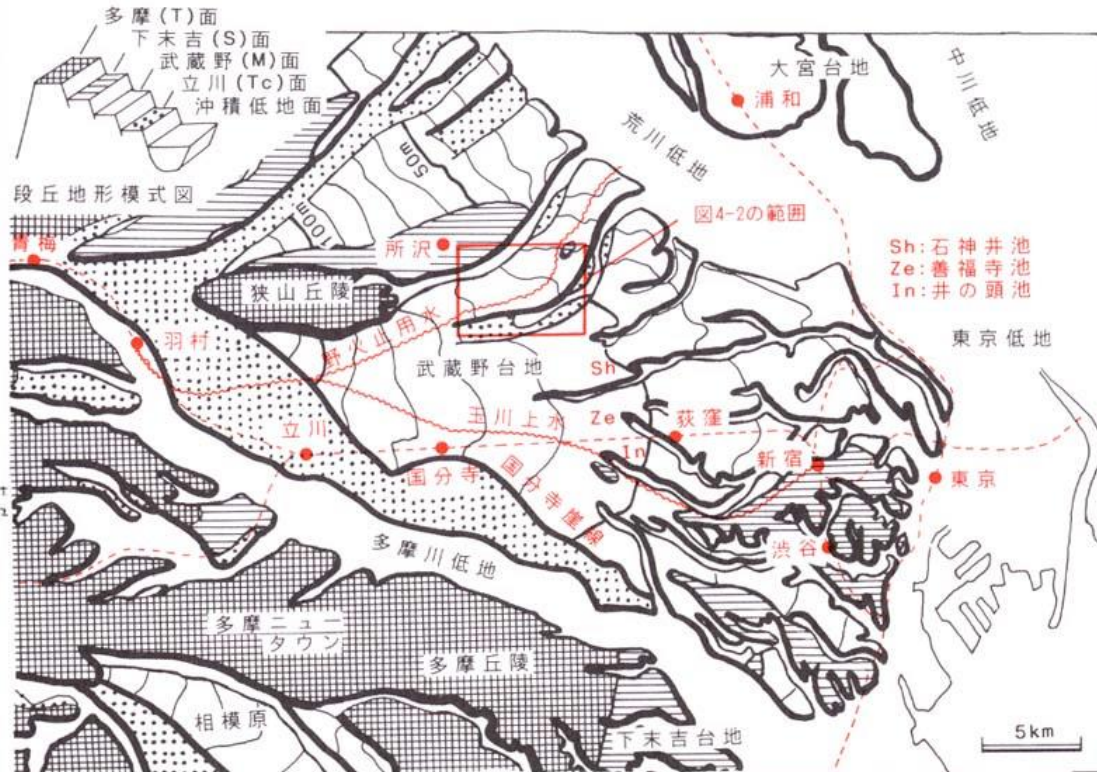 多摩(T)面
下末吉(S)面
武蔵野(M)面
立川(Tc)面
沖積低地面
段丘地形模式図
大宮台地
浦和
中川低地
荒川低地
50m
100m
図4-2の範囲
青梅
所沢
Sh:石神井池
Ze:善福寺池
In:井の頭池
狭山丘陵
羽村
野火止用水
武蔵野台地
Sh
東京低地
玉川上水
Ze
荻窪
立川
国分寺
In
新宿
国分寺崖線
東京
渋谷
多摩川低地
多摩ニュー
タウン
多摩丘陵
相模原
下末吉台地
5km